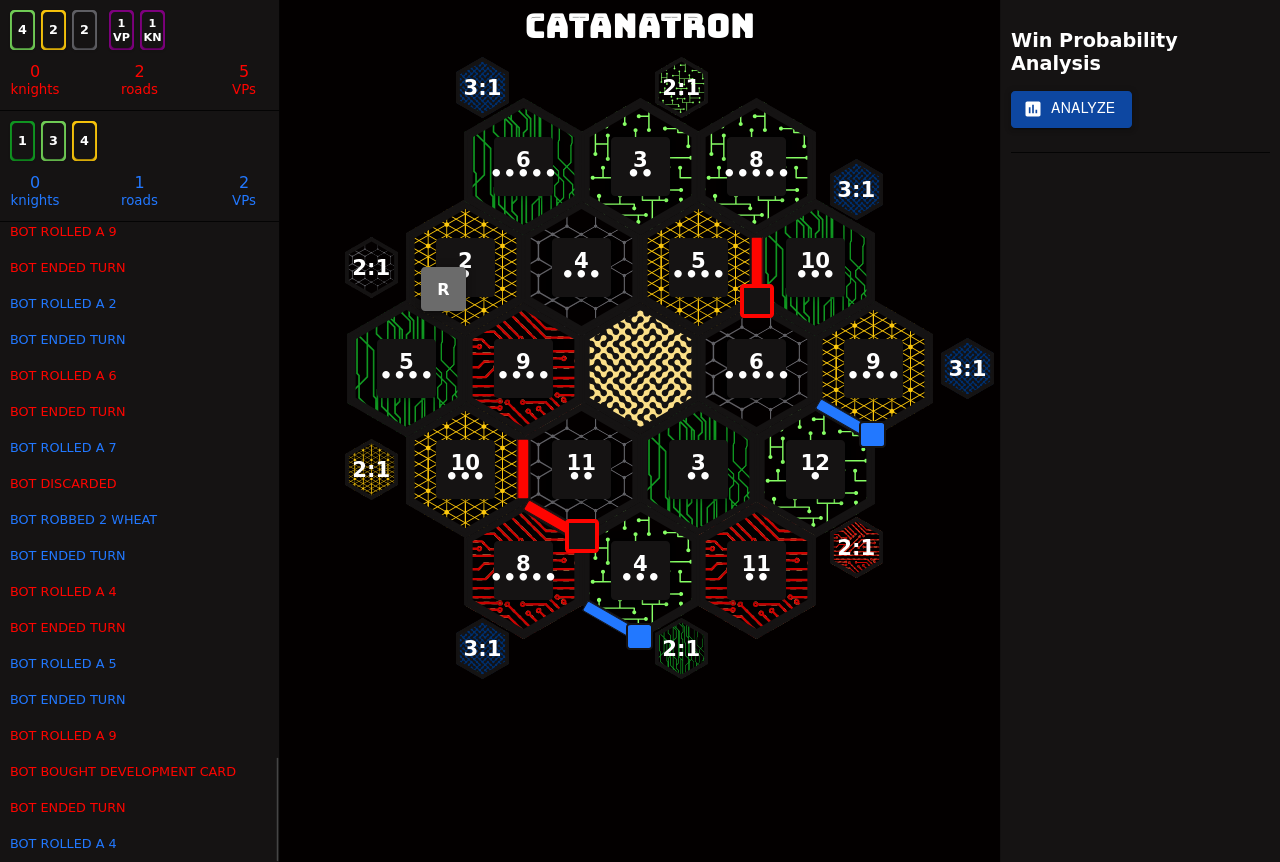 4 2 2 1 VP 1 KN
0 2 5
knights roads VPs
1 3 4
0 1 2
knights roads VPs
BOT ROLLED A 9
BOT ENDED TURN
BOT ROLLED A 2
BOT ENDED TURN
BOT ROLLED A 6
BOT ENDED TURN
BOT ROLLED A 7
BOT DISCARDED
BOT ROBBED 2 WHEAT
BOT ENDED TURN
BOT ROLLED A 4
BOT ENDED TURN
BOT ROLLED A 5
BOT ENDED TURN
BOT ROLLED A 9
BOT BOUGHT DEVELOPMENT CARD
BOT ENDED TURN
BOT ROLLED A 4
CATANATRON
3:1 2:1
6 3 8
3:1
2:1 2 4 5 10
R
5 9 6 9 3:1
2:1 10 11 3 12
2:1
8 4 11
3:1 2:1
Win Probability
Analysis
ANALYZE